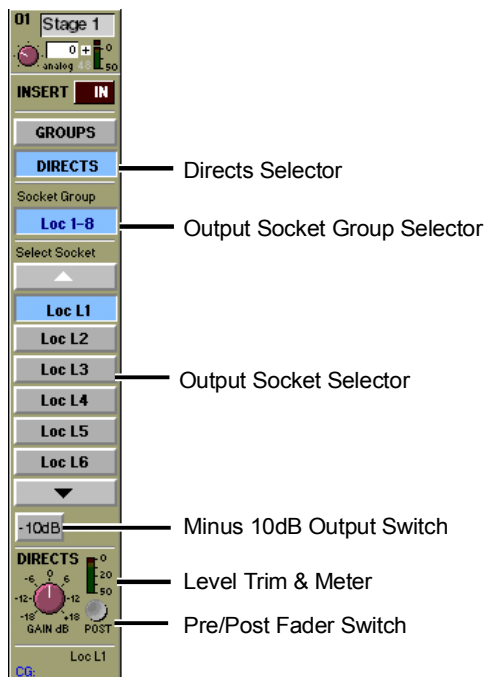 01 Stage 1
0 + 0
analog 48 50
INSERT IN
GROUPS
DIRECTS
Directs Selector
Socket Group
Loc 1-8
Output Socket Group Selector
Select Socket
Loc L1
Loc L2
Loc L3
Output Socket Selector
Loc L4
Loc L5
Loc L6
-10dB
Minus 10dB Output Switch
DIRECTS 0
-6 0 6 20
Level Trim & Meter
-12 -12 50
-18 +18
GAIN dB POST
Pre/Post Fader Switch
Loc L1
CG: